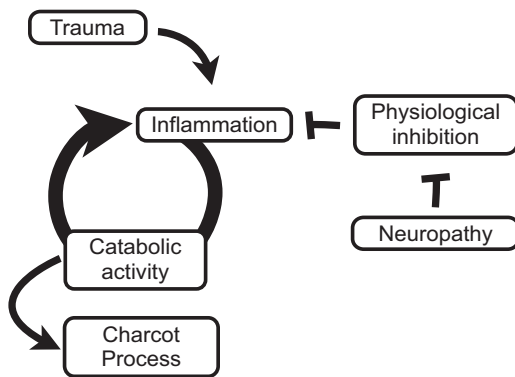 Trauma
Inflammation
Physiological
inhibition
Neuropathy
Catabolic
activity
Charcot
Process